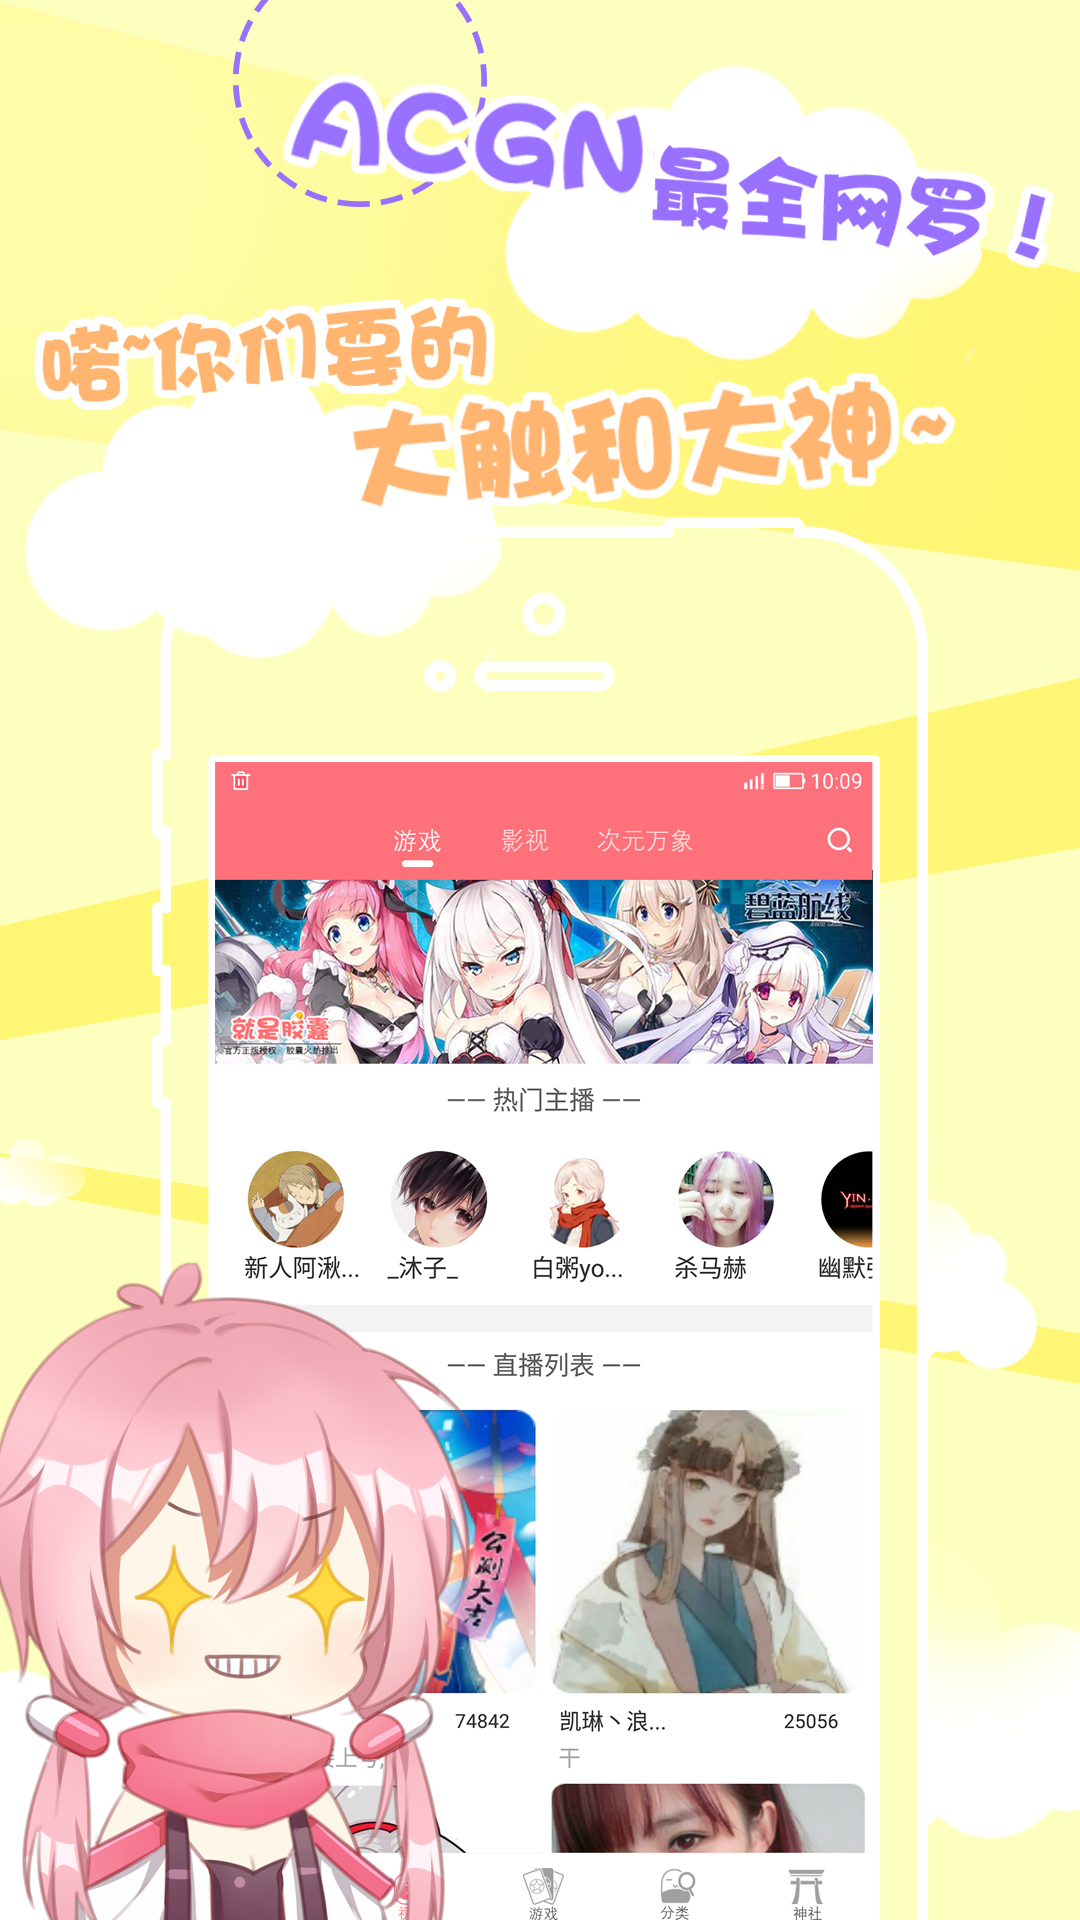 ACGN最全网罗！
喏~你们要的
大触和大神~
10:09
游戏 影视 次元万象
碧蓝航线
就是胶囊
官方正版授权 胶囊火热推出
—— 热门主播 ——
YIN
新人阿湫... _沐子_ 白粥yo... 杀马赫 幽默
—— 直播列表 ——
公测大吉
74842 凯琳丶浪... 25056
上号, 干
游戏 分类 神社